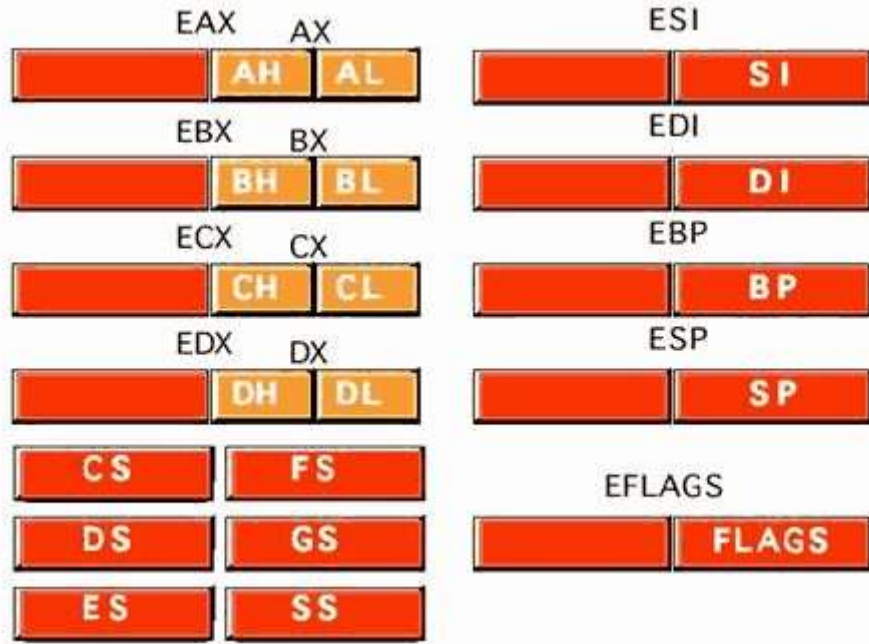 EAX AX ESI
AH AL SI
EBX BX EDI
BH BL DI
ECX CX EBP
CH CL BP
EDX DX ESP
DH DL SP
CS FS
EFLAGS
DS GS FLAGS
ES SS